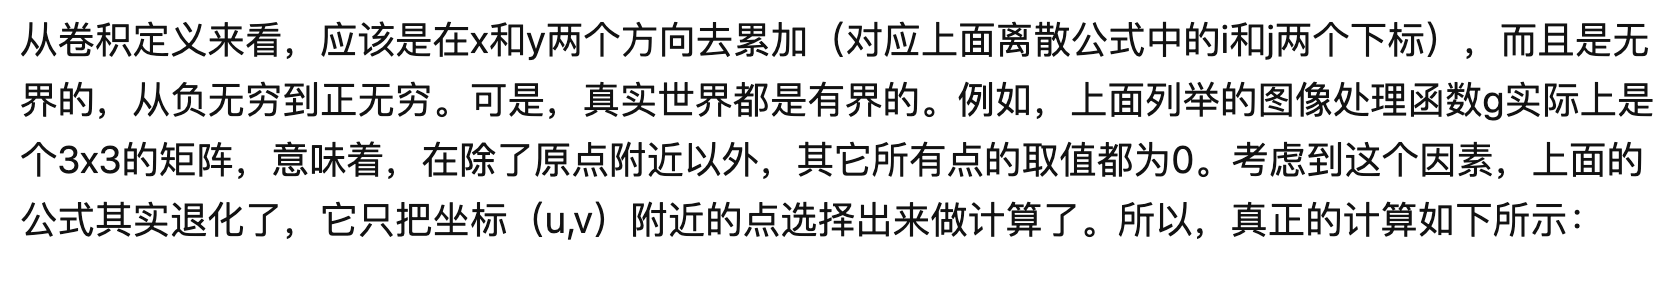 从卷积定义来看，应该是在x和y两个方向去累加（对应上面离散公式中的i和j两个下标），而且是无
界的，从负无穷到正无穷。可是，真实世界都是有界的。例如，上面列举的图像处理函数g实际上是
个3x3的矩阵，意味着，在除了原点附近以外，其它所有点的取值都为0。考虑到这个因素，上面的
公式其实退化了，它只把坐标（u,v）附近的点选择出来做计算了。所以，真正的计算如下所示：